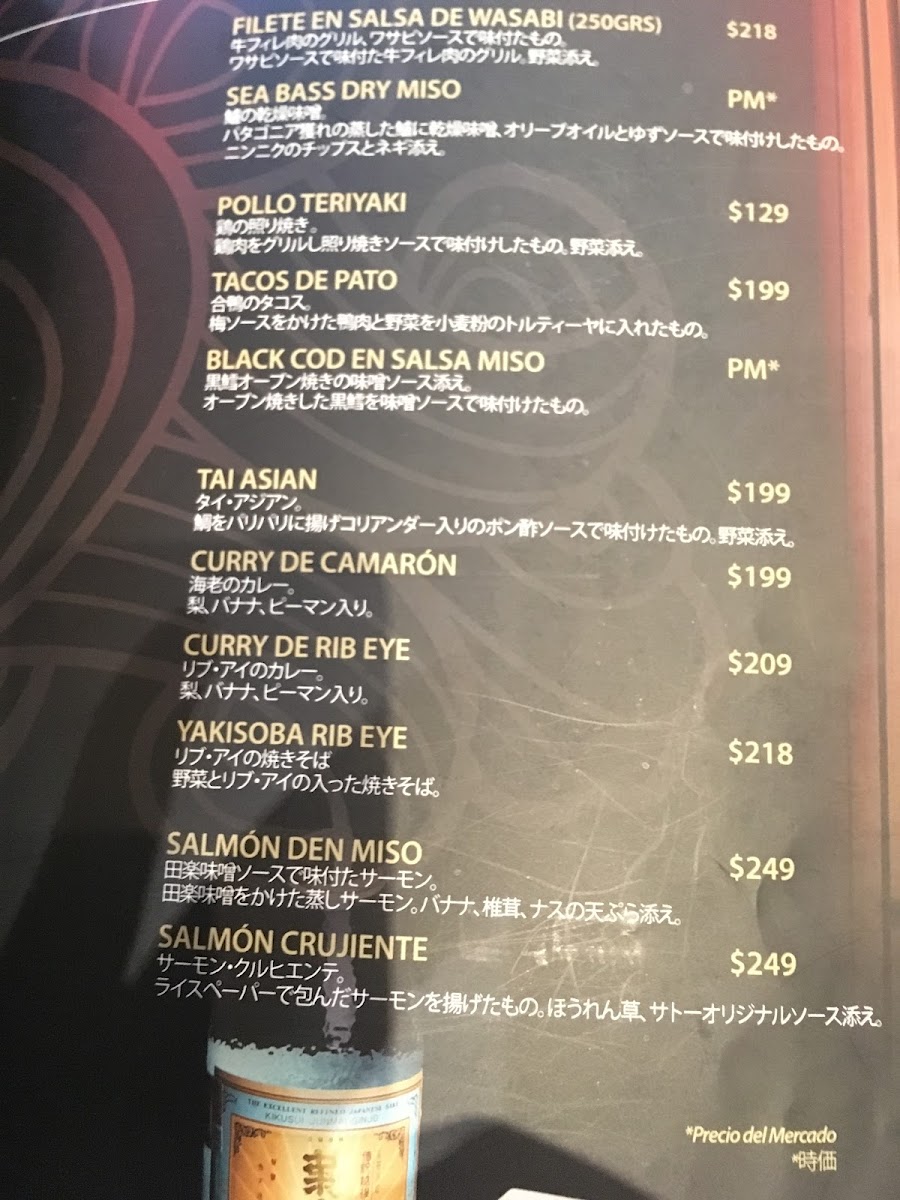 FILETE EN SALSA DE WASABI (250GRS) $218
牛フィレ肉のグリル、ワサビソースで味付たもの。
ワサビソースで味付た牛フィレ肉のグリル。野菜添え。
SEA BASS DRY MISO PM*
鱸の乾燥味噌。
パタゴニア獲れの蒸した鱸に乾燥味噌、オリーブオイルとゆずソースで味付けしたもの。
ニンニクのチップスとネギ添え。
POLLO TERIYAKI $129
鶏の照り焼き。
鶏肉をグリルし照り焼きソースで味付けしたもの。野菜添え。
TACOS DE PATO $199
合鴨のタコス。
梅ソースをかけた鴨肉と野菜を小麦粉のトルティーヤに入れたもの。
BLACK COD EN SALSA MISO PM*
黒鱈オーブン焼きの味噌ソース添え。
オーブン焼きした黒鱈を味噌ソースで味付けたもの。
TAI ASIAN $199
タイ・アジアン。
鯛をパリパリに揚げコリアンダー入りのポン酢ソースで味付けたもの。野菜添え。
CURRY DE CAMARÓN $199
海老のカレー。
梨、バナナ、ピーマン入り。
CURRY DE RIB EYE $209
リブ・アイのカレー。
梨、バナナ、ピーマン入り。
YAKISOBA RIB EYE $218
リブ・アイの焼きそば
野菜とリブ・アイの入った焼きそば。
SALMÓN DEN MISO $249
田楽味噌ソースで味付たサーモン。
田楽味噌をかけた蒸しサーモン。バナナ、椎茸、ナスの天ぷら添え。
SALMÓN CRUJIENTE $249
サーモン・クルヒエンテ。
ライスペーパーで包んだサーモンを揚げたもの。ほうれん草、サトーオリジナルソース添え。
THE EXCELLENT REFINED JAPANESE SAKE
KIKUSUI JUNMAI GINJO
*Precio del Mercado
*時価